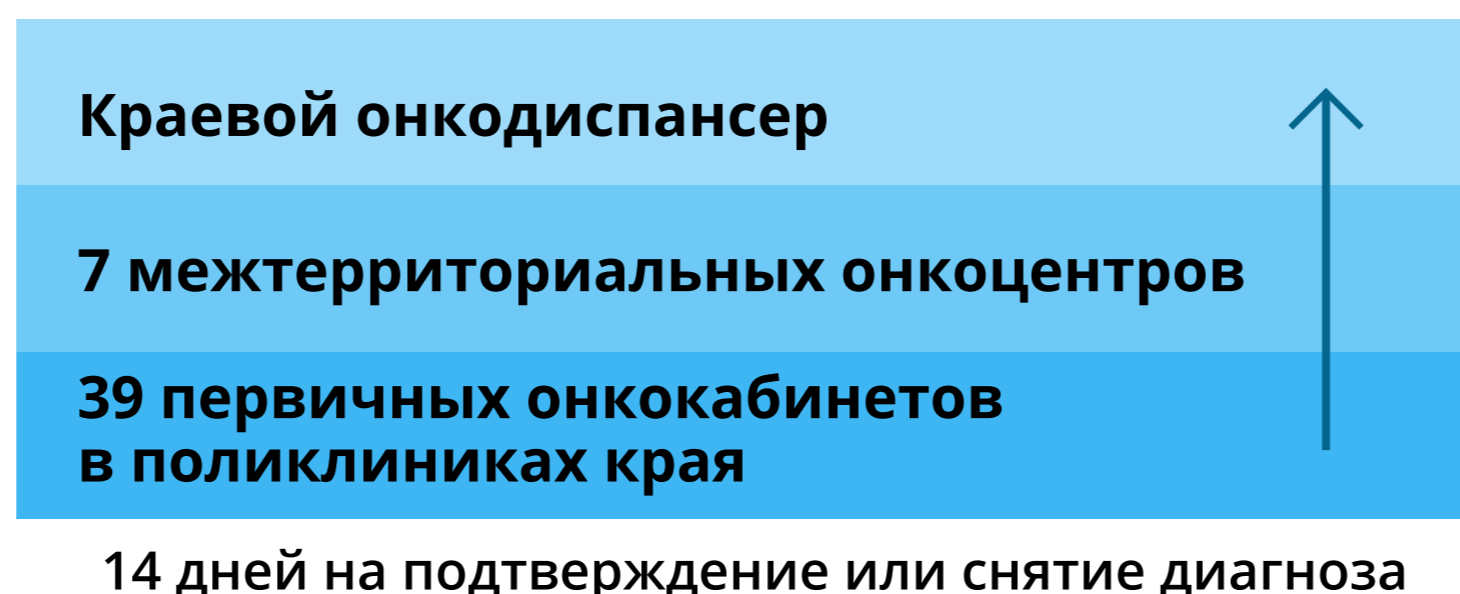 Краевой онкодиспансер
7 межтерриториальных онкоцентров
39 первичных онкокабинетов
в поликлиниках края
14 дней на подтверждение или снятие диагноза